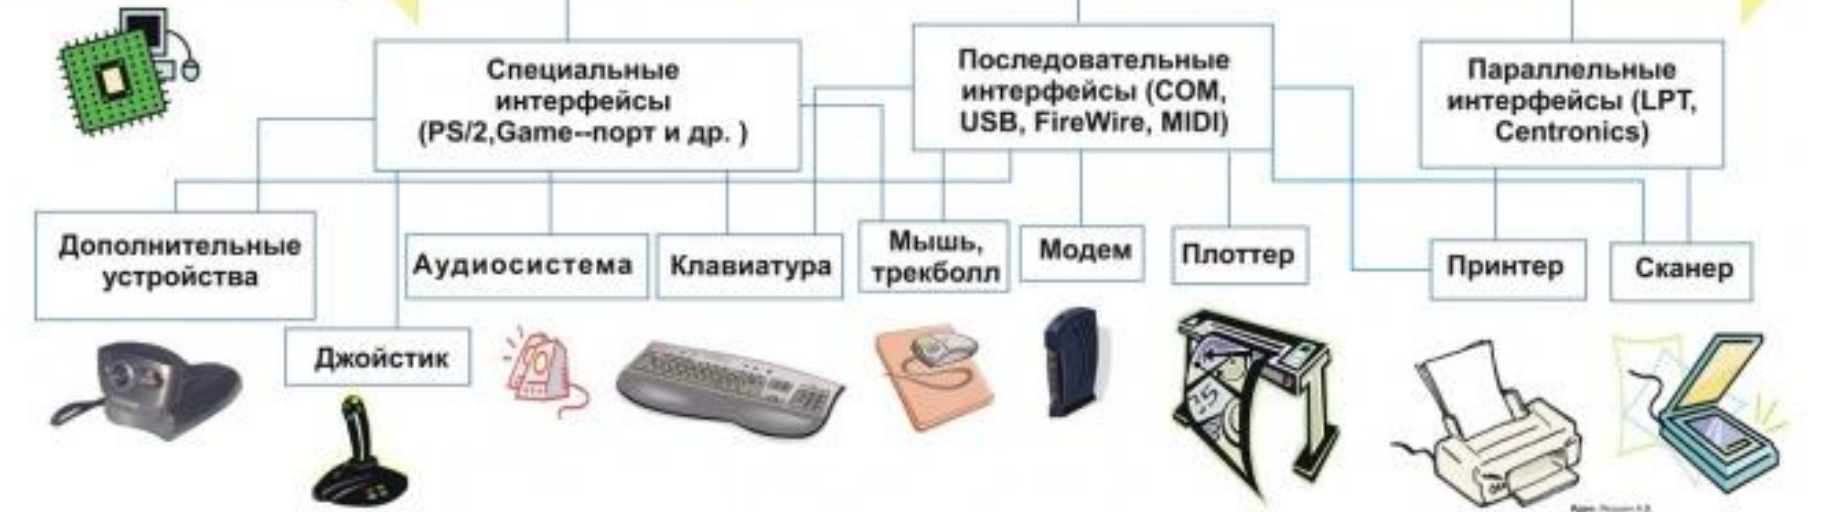 Специальные
интерфейсы
(PS/2,Game--порт и др. )
Последовательные
интерфейсы (COM,
USB, FireWire, MIDI)
Параллельные
интерфейсы (LPT,
Centronics)
Дополнительные
устройства
Аудиосистема
Клавиатура
Мышь,
трекболл
Модем
Плоттер
Принтер
Сканер
Джойстик